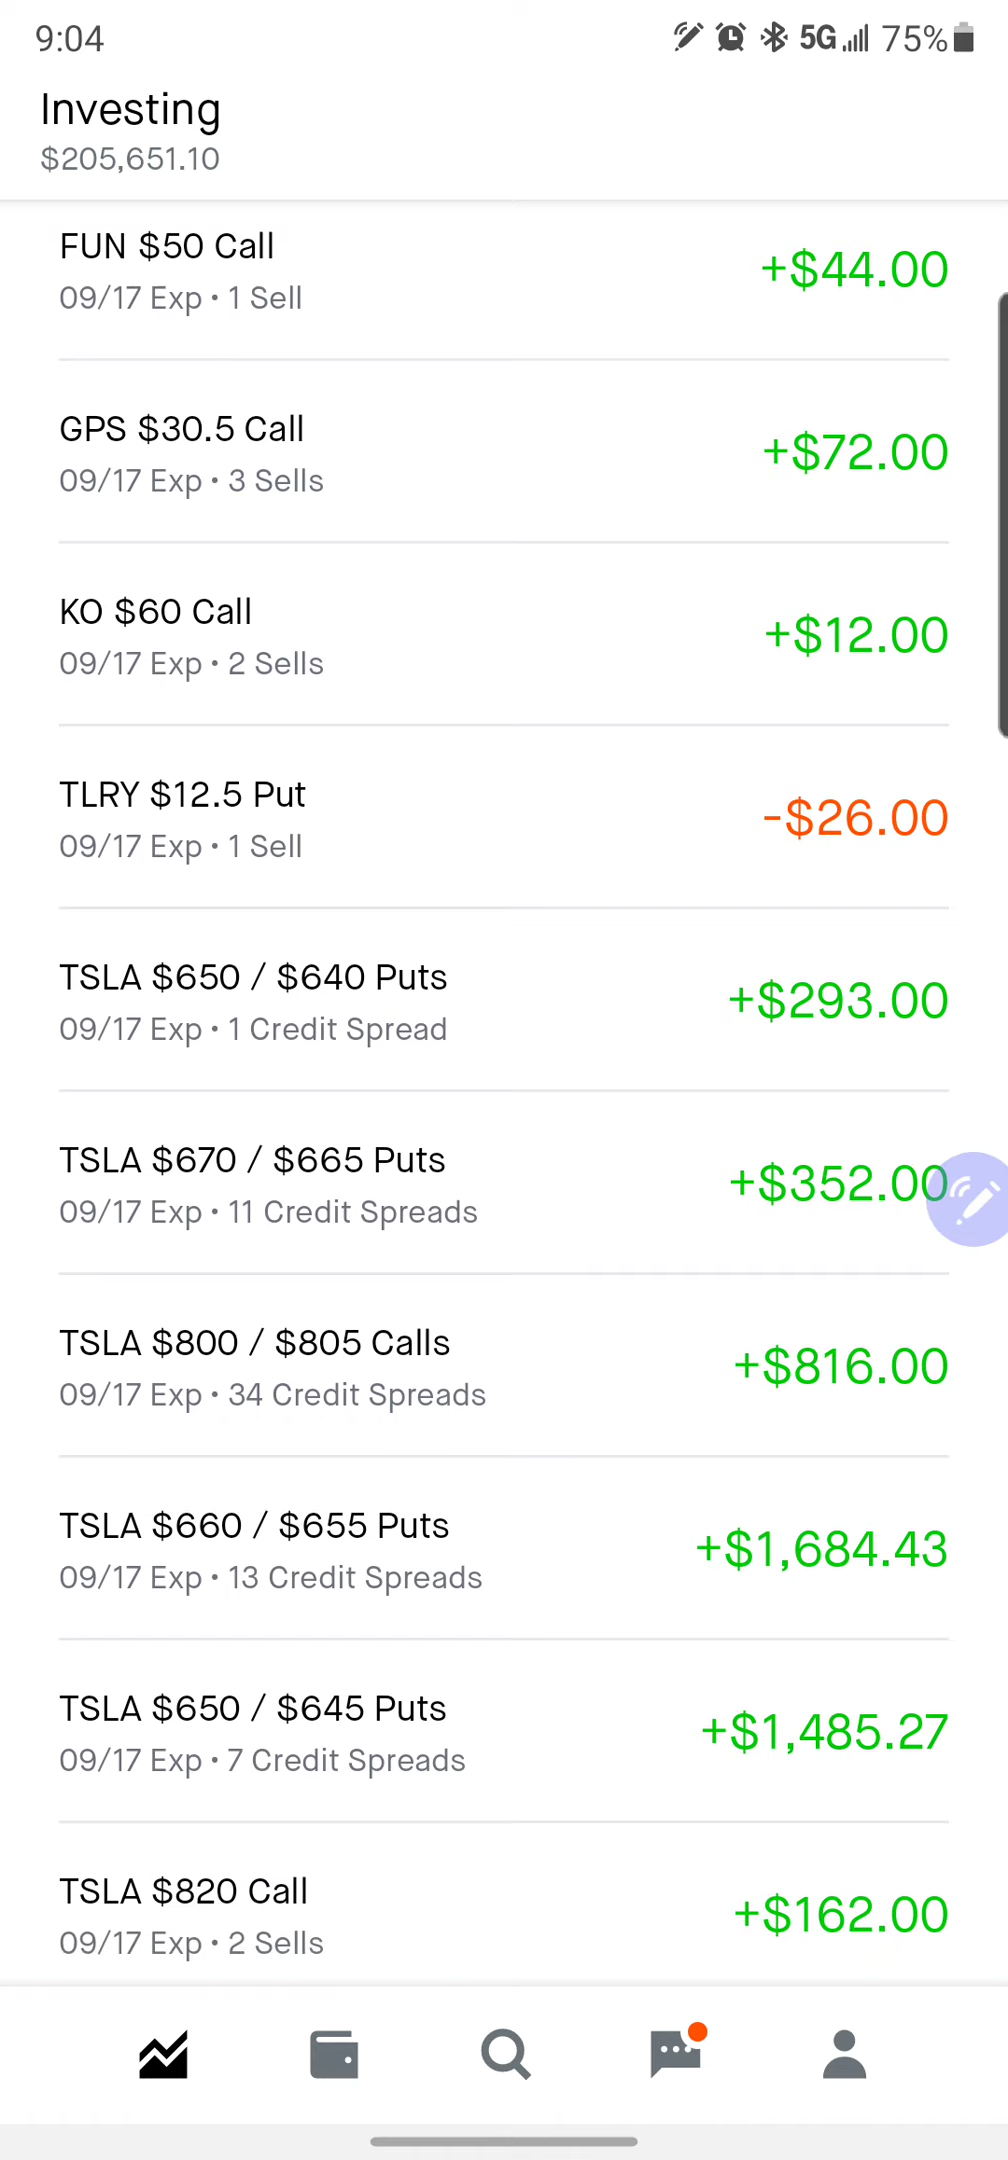 9:04
5G 75%
Investing
$205,651.10
FUN $50 Call
+$44.00
09/17 Exp • 1 Sell
GPS $30.5 Call
+$72.00
09/17 Exp • 3 Sells
KO $60 Call
+$12.00
09/17 Exp • 2 Sells
TLRY $12.5 Put
-$26.00
09/17 Exp • 1 Sell
TSLA $650 / $640 Puts
+$293.00
09/17 Exp • 1 Credit Spread
TSLA $670 / $665 Puts
+$352.00
09/17 Exp • 11 Credit Spreads
TSLA $800 / $805 Calls
+$816.00
09/17 Exp • 34 Credit Spreads
TSLA $660 / $655 Puts
+$1,684.43
09/17 Exp • 13 Credit Spreads
TSLA $650 / $645 Puts
+$1,485.27
09/17 Exp • 7 Credit Spreads
TSLA $820 Call
+$162.00
09/17 Exp • 2 Sells